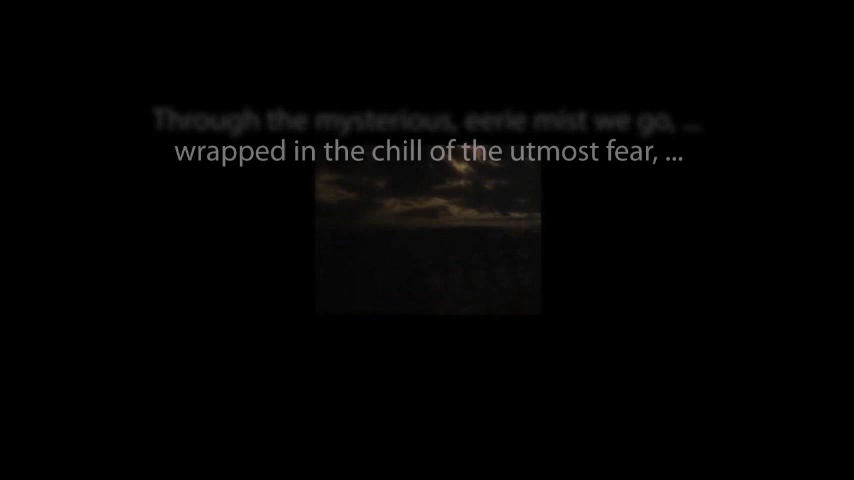 Through the mysterious, eerie mist we go, ...
wrapped in the chill of the utmost fear, ...